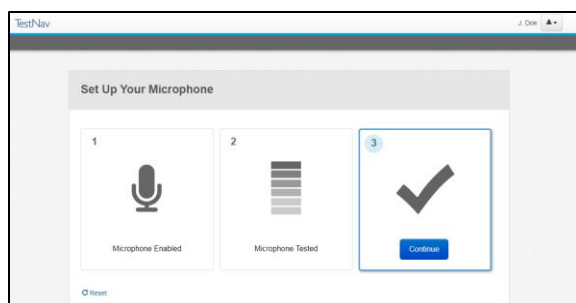 TestNav
J. Doe
Set Up Your Microphone
1
2
3
Microphone Enabled
Microphone Tested
Continue
Reset